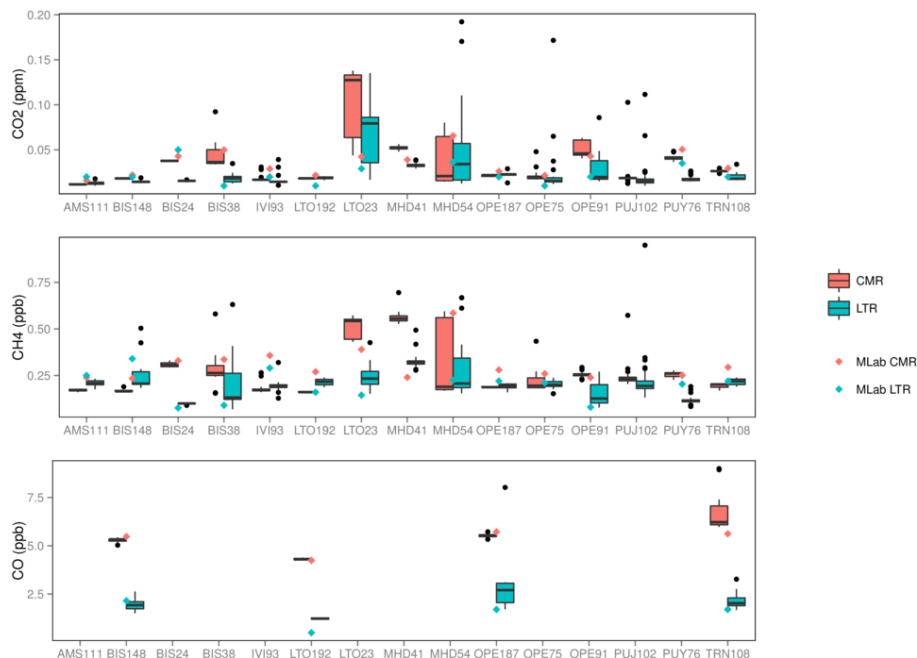 CO2 (ppm)
0.20
0.15
0.10
0.05
AMS111 BIS148 BIS24 BIS38 IVI93 LTO192 LTO23 MHD41 MHD54 OPE187 OPE75 OPE91 PUJ102 PUY76 TRN108
CH4 (ppb)
0.75
0.50
0.25
AMS111 BIS148 BIS24 BIS38 IVI93 LTO192 LTO23 MHD41 MHD54 OPE187 OPE75 OPE91 PUJ102 PUY76 TRN108
CO (ppb)
7.5
5.0
2.5
AMS111 BIS148 BIS24 BIS38 IVI93 LTO192 LTO23 MHD41 MHD54 OPE187 OPE75 OPE91 PUJ102 PUY76 TRN108
CMR
LTR
MLab CMR
MLab LTR